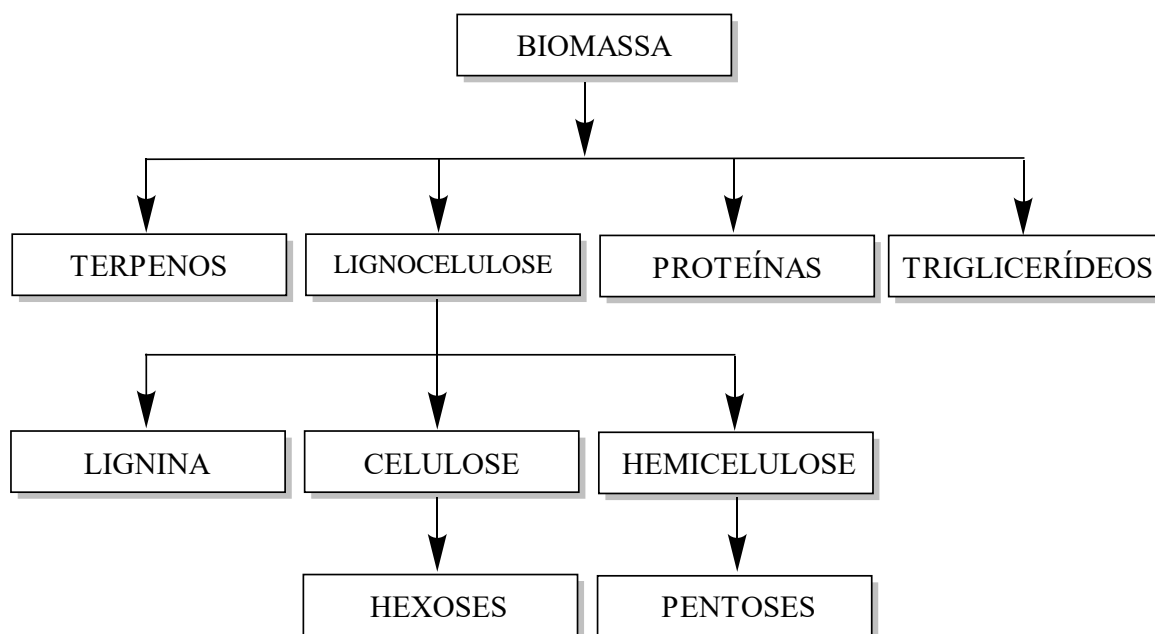 BIOMASSA
TERPENOS
LIGNOCELULOSE
PROTEÍNAS
TRIGLICERÍDEOS
LIGNINA
CELULOSE
HEMICELULOSE
HEXOSES
PENTOSES